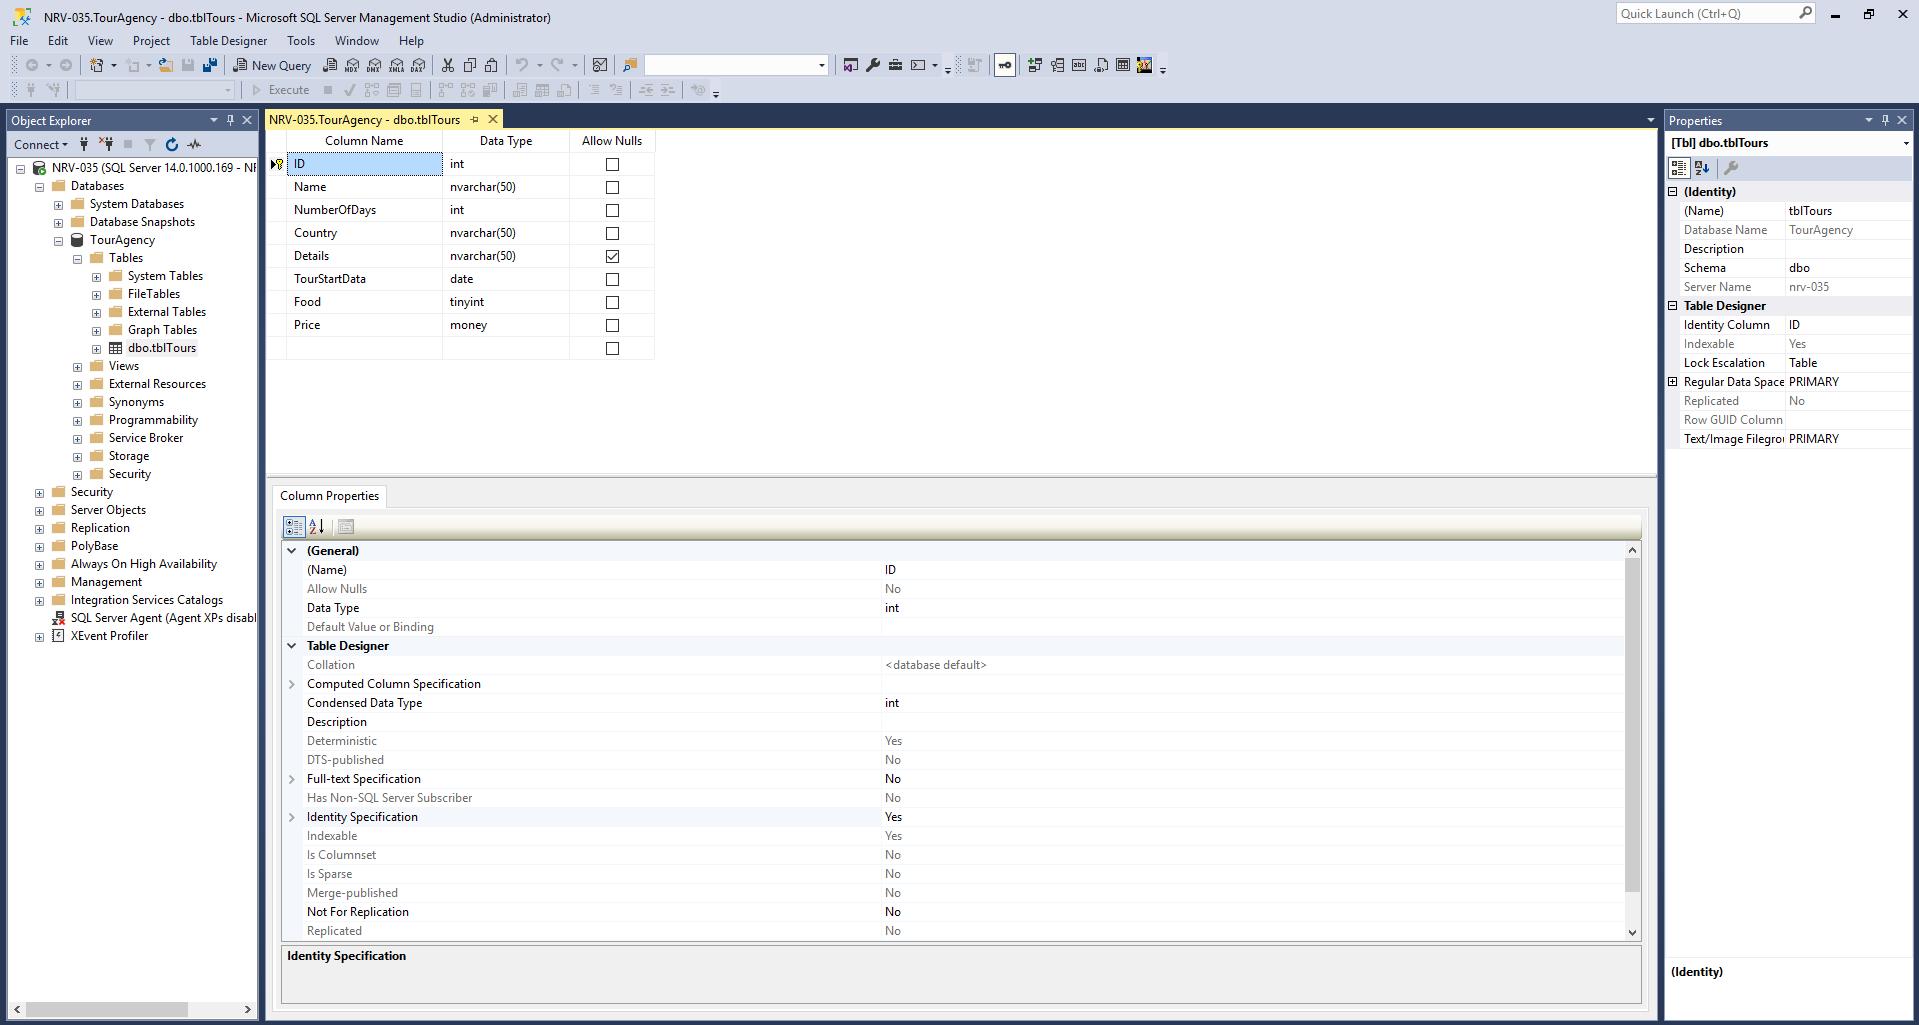 NRV-035.TourAgency - dbo.tblTours - Microsoft SQL Server Management Studio (Administrator)
Quick Launch (Ctrl+Q)
File Edit View Project Table Designer Tools Window Help
New Query
MDX DMX XMLA DAX
Execute
Object Explorer
Connect
NRV-035 (SQL Server 14.0.1000.169 - NR
Databases
System Databases
Database Snapshots
TourAgency
Tables
System Tables
FileTables
External Tables
Graph Tables
dbo.tblTours
Views
External Resources
Synonyms
Programmability
Service Broker
Storage
Security
Security
Server Objects
Replication
PolyBase
Always On High Availability
Management
Integration Services Catalogs
SQL Server Agent (Agent XPs disabl
XEvent Profiler
NRV-035.TourAgency - dbo.tblTours
Column Name Data Type Allow Nulls
ID int
Name nvarchar(50)
NumberOfDays int
Country nvarchar(50)
Details nvarchar(50)
TourStartData date
Food tinyint
Price money
Column Properties
(General)
(Name) ID
Allow Nulls No
Data Type int
Default Value or Binding
Table Designer
Collation <database default>
Computed Column Specification
Condensed Data Type int
Description
Deterministic Yes
DTS-published No
Full-text Specification No
Has Non-SQL Server Subscriber No
Identity Specification Yes
Indexable Yes
Is Columnset No
Is Sparse No
Merge-published No
Not For Replication No
Replicated No
Identity Specification
Properties
[Tbl] dbo.tblTours
(Identity)
(Name) tblTours
Database Name TourAgency
Description
Schema dbo
Server Name nrv-035
Table Designer
Identity Column ID
Indexable Yes
Lock Escalation Table
Regular Data Space PRIMARY
Replicated No
Row GUID Column
Text/Image Filegrou PRIMARY
(Identity)